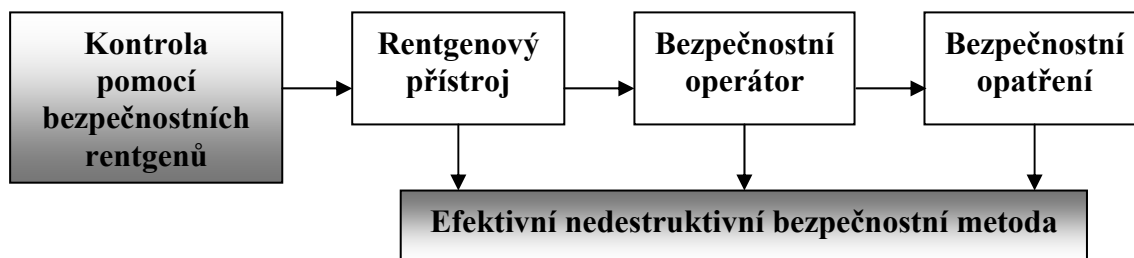 Kontrola
pomocí
bezpečnostních
rentgenů
Rentgenový
přístroj
Bezpečnostní
operátor
Bezpečnostní
opatření
Efektivní nedestruktivní bezpečnostní metoda